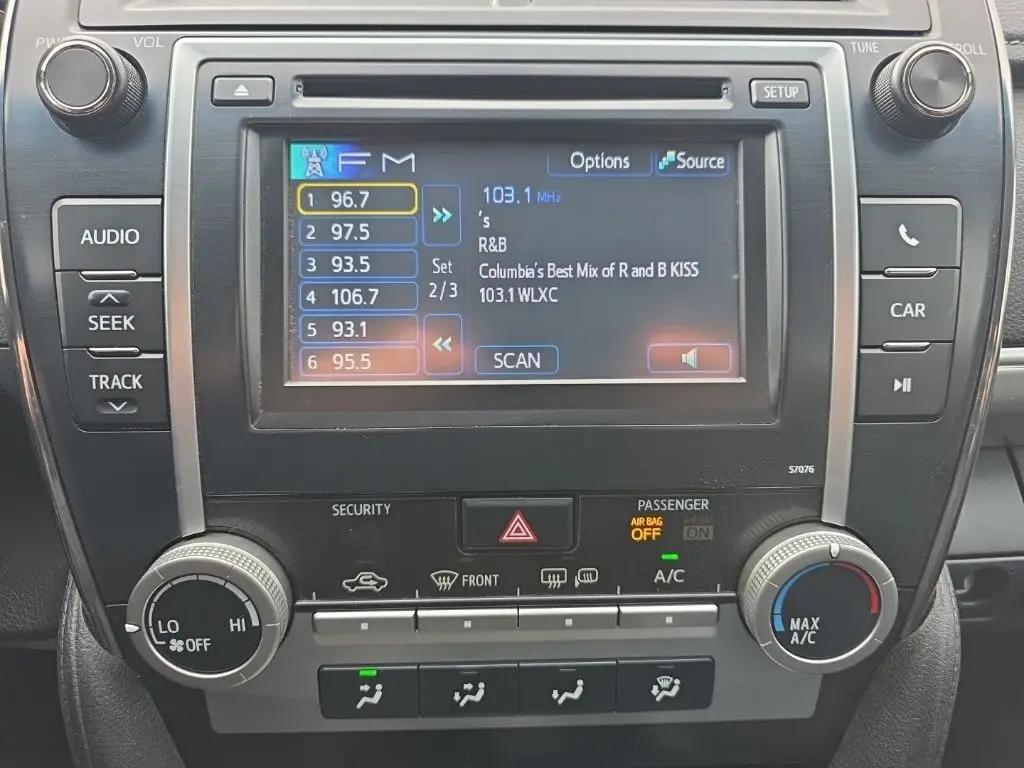 PWR VOL
TUNE SCROLL
SETUP
FM
Options Source
1 96.7
2 97.5
3 93.5
4 106.7
5 93.1
6 95.5
Set
2/3
103.1 MHz
's
R&B
Columbia's Best Mix of R and B KISS
103.1 WLXC
SCAN
AUDIO
SEEK
TRACK
CAR
57076
SECURITY
PASSENGER
AIR BAG
OFF
AIR BAG
ON
FRONT
A/C
LO
HI
OFF
MAX
A/C